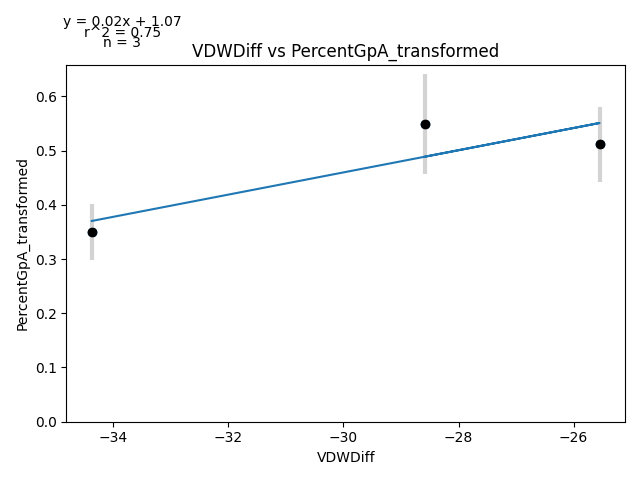 y = 0.02x + 1.07
r^2 = 0.75
n = 3
VDWDiff vs PercentGpA_transformed
0.6
0.5
0.4
0.3
0.2
0.1
0.0
PercentGpA_transformed
−34
−32
−30
−28
−26
VDWDiff